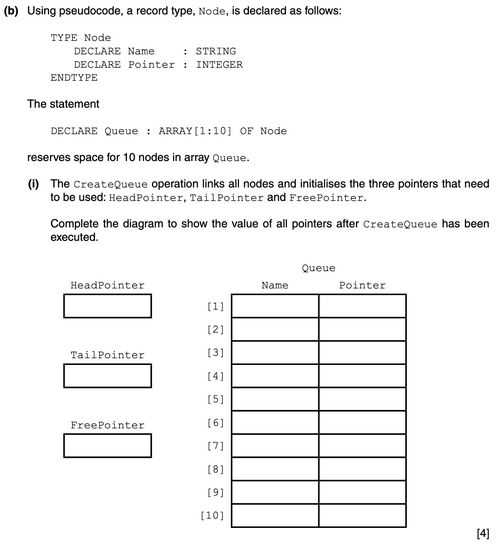 (b) Using pseudocode, a record type, Node, is declared as follows:
TYPE Node
DECLARE Name : STRING
DECLARE Pointer : INTEGER
ENDTYPE
The statement
DECLARE Queue : ARRAY[1:10] OF Node
reserves space for 10 nodes in array Queue.
(i) The CreateQueue operation links all nodes and initialises the three pointers that need
to be used: HeadPointer, TailPointer and FreePointer.
Complete the diagram to show the value of all pointers after CreateQueue has been
executed.
Queue
HeadPointer Name Pointer
[1]
[2]
TailPointer [3]
[4]
[5]
FreePointer [6]
[7]
[8]
[9]
[10]
[4]